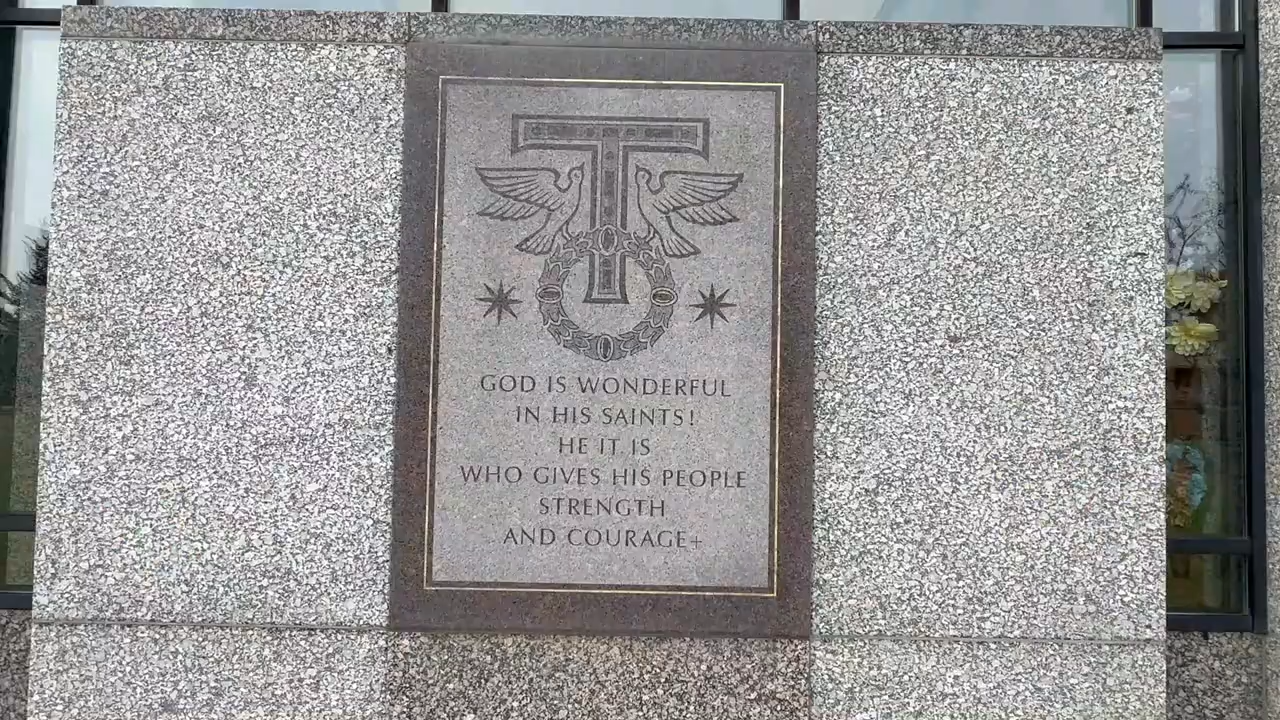 GOD IS WONDERFUL
IN HIS SAINTS!
HE IT IS
WHO GIVES HIS PEOPLE
STRENGTH
AND COURAGE+